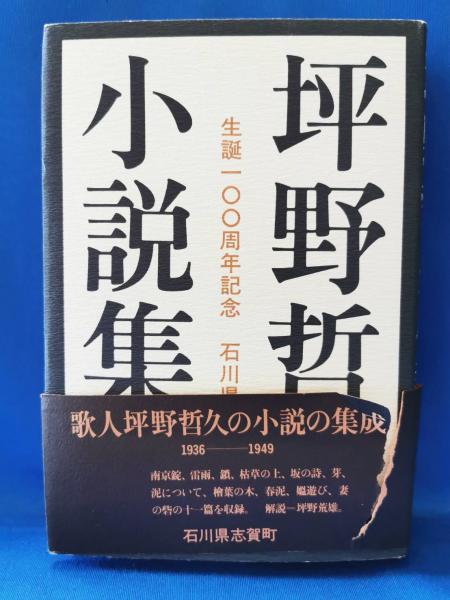 坪野哲
生誕一〇〇周年記念 石川県
小説集
歌人坪野哲久の小説の集成
1936――1949
南京錠、雷雨、鎖、枯草の上、坂の詩、芽、
泥について、檜葉の木、春泥、嫗遊び、妻
の砦の十一篇を収録。 解説―坪野荒雄。
石川県志賀町